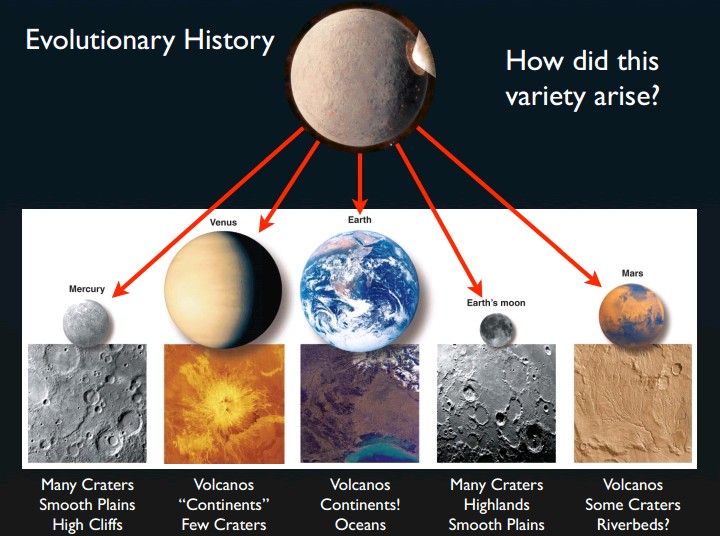 Evolutionary History
How did this
variety arise?
Venus
Earth
Mercury
Earth's moon
Mars
Many Craters
Smooth Plains
High Cliffs
Volcanos
“Continents”
Few Craters
Volcanos
Continents!
Oceans
Many Craters
Highlands
Smooth Plains
Volcanos
Some Craters
Riverbeds?